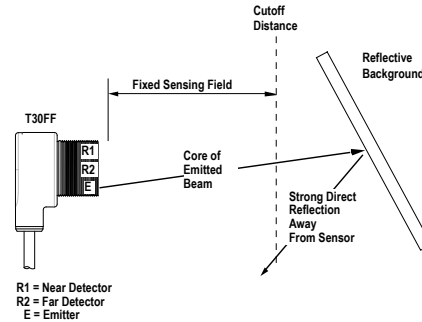 Cutoff
Distance
Reflective
Background
Fixed Sensing Field
T30FF
R1
R2
E
Core of
Emitted
Beam
Strong Direct
Reflection
Away
From Sensor
R1 = Near Detector
R2 = Far Detector
E = Emitter